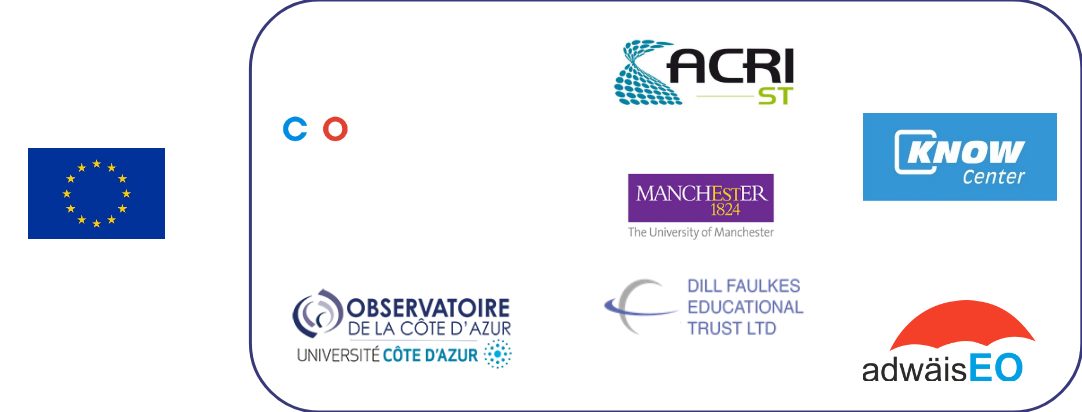 ACRI
ST
C O
KNOW
Center
MANCHEStER
1824
The University of Manchester
OBSERVATOIRE
DE LA CÔTE D'AZUR
UNIVERSITÉ CÔTE D'AZUR
DILL FAULKES
EDUCATIONAL
TRUST LTD
adwäisEO